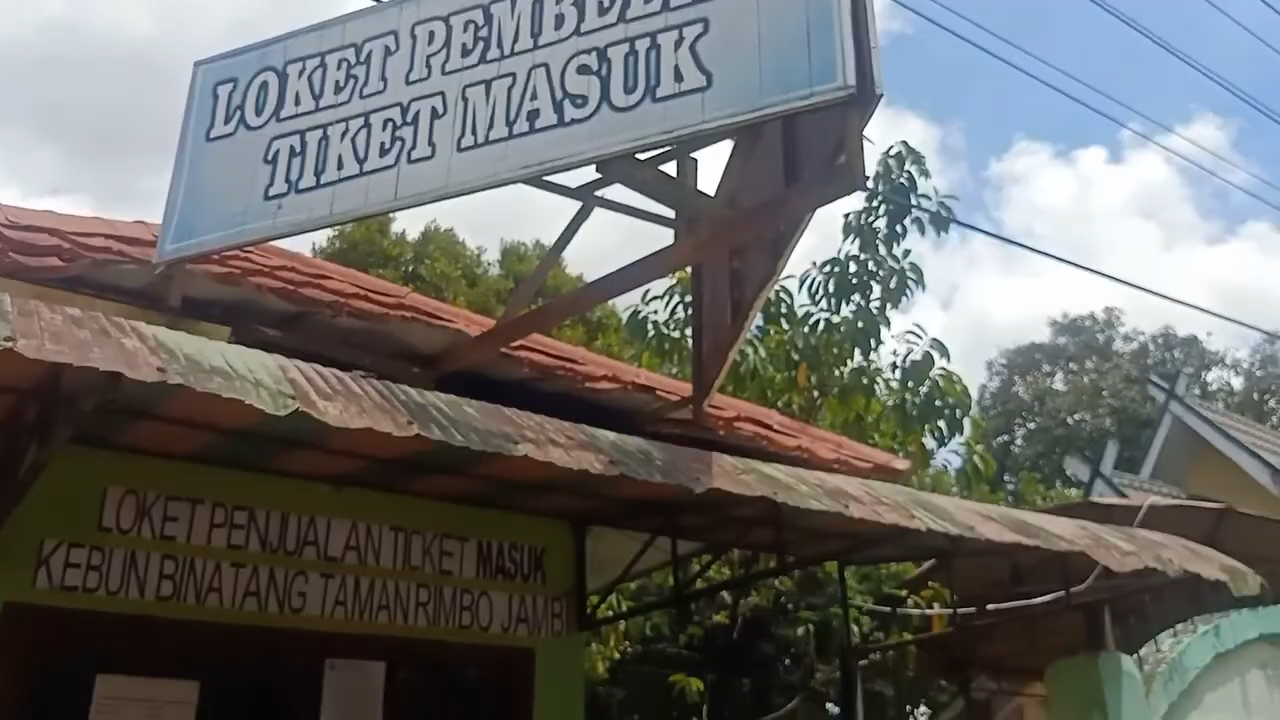 LOKET
TIKET MASUK
LOKET PENJUALAN TICKET MASUK
KEBUN BINATANG TAMAN RIMBO JAMBI